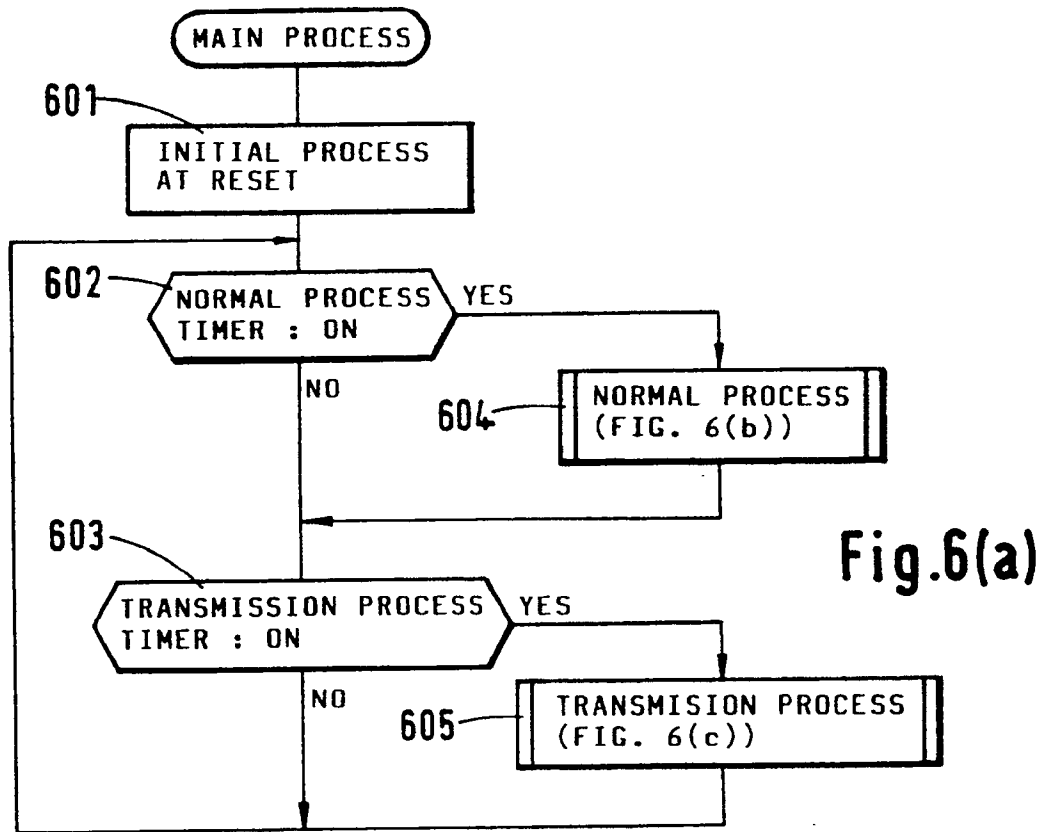 MAIN PROCESS
601
INITIAL PROCESS
AT RESET
602
NORMAL PROCESS
TIMER : ON
YES
NO
604
NORMAL PROCESS
(FIG. 6(b))
603
TRANSMISSION PROCESS
TIMER : ON
YES
NO
605
TRANSMISION PROCESS
(FIG. 6(c))
Fig.6(a)